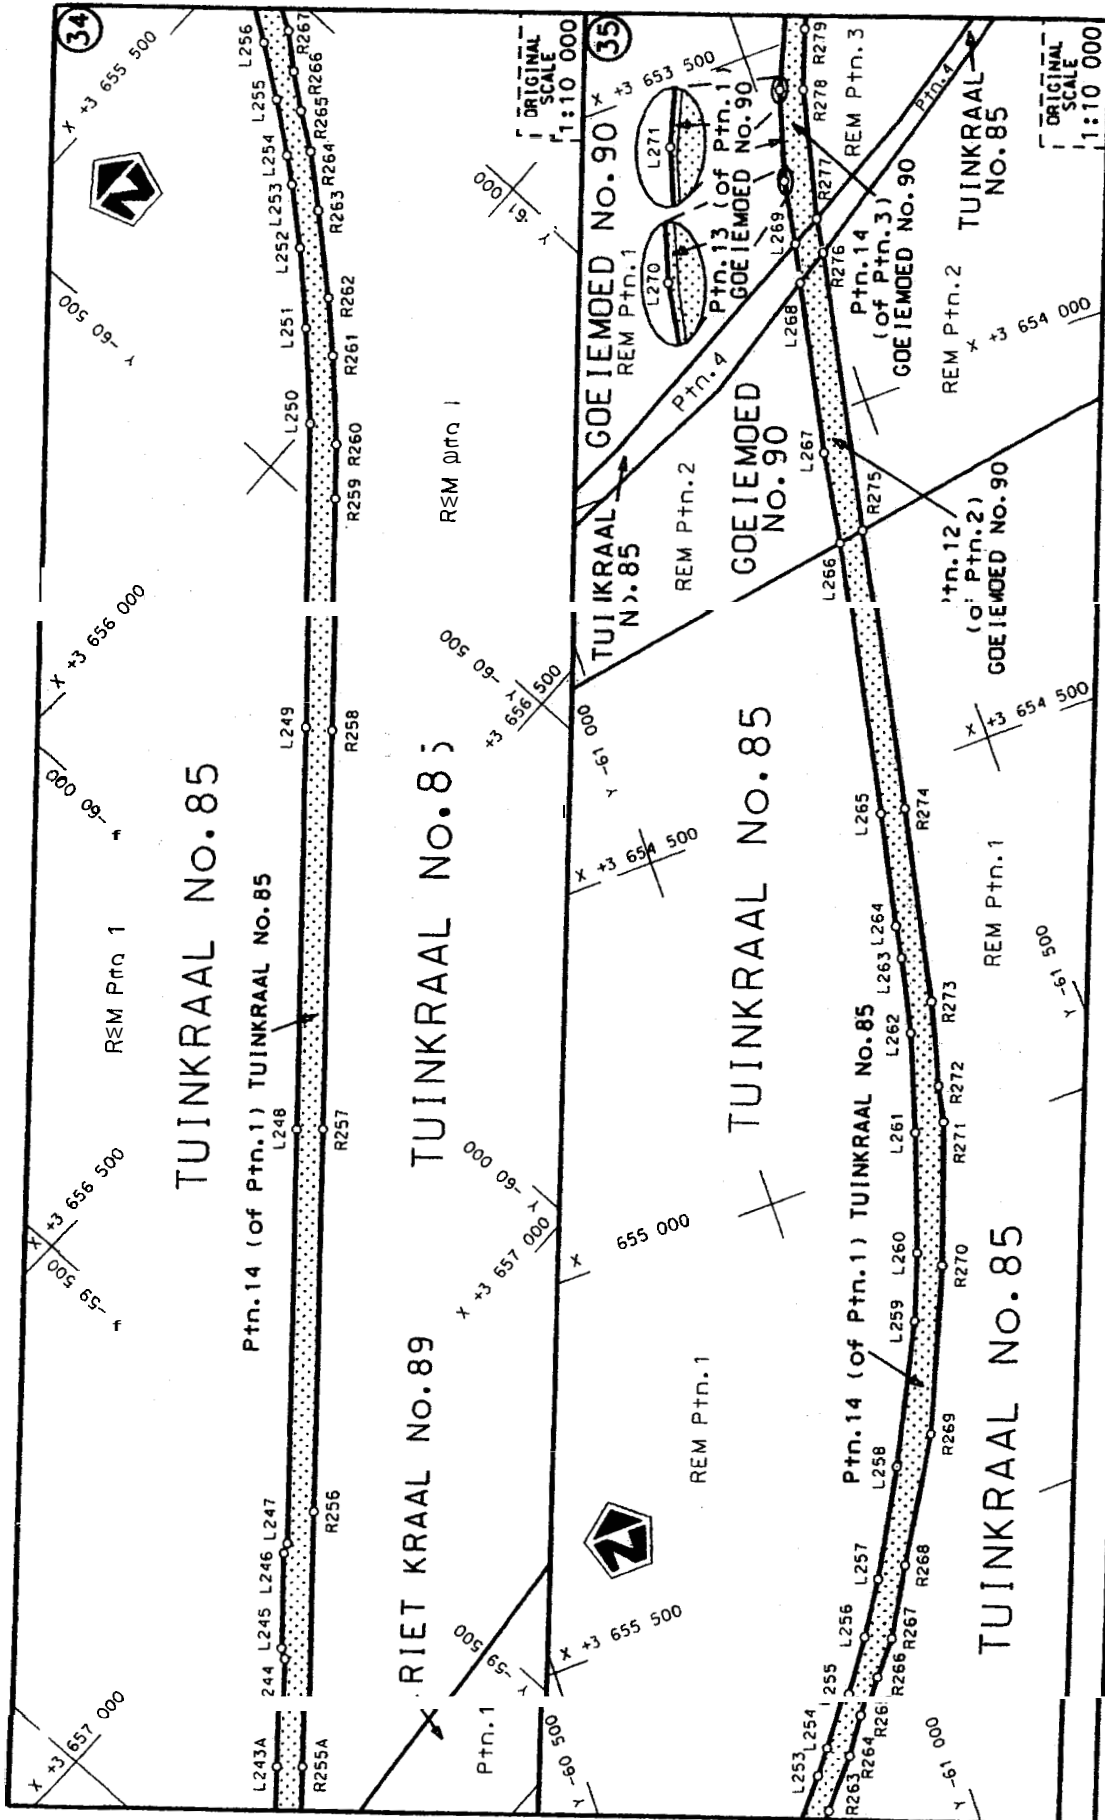 34
X +3 655 500
L256
R267
L255
R266
R265
L254
R264
L253
R263
L252
R262
L251
R261
L250
R260
R259
L249
R258
L248
R257
L247
L246
R256
L245
244
L243A
R255A
ORIGINAL
SCALE
1:10 000
Y -61 000
-60 500
REM
X +3 656 000
-60 000
Y -60 500
+3 656 500
REM
TUINKRAAL No.85
Ptn.14 (of Ptn.1) TUINKRAAL No.85
TUINKRAAL No.8
X +3 656 500
-59 500
Y -60 000
X +3 657 000
RIET KRAAL No.89
Y -59 500
Ptn.1
X +3 657 000
35
X +3 653 500
GOEIEMOED No.90
REM Ptn.1
L271
L270
Ptn.13 (of Ptn.1)
GOEIEMOED No.90
R279
R278
REM Ptn.3
R277
L269
R276
L268
Ptn.4
Ptn.4
Ptn.14
(of Ptn.3)
GOEIEMOED No.90
TUINKRAAL
No.85
ORIGINAL
SCALE
1:10 000
REM Ptn.2
X +3 654 000
TUINKRAAL
No.85
REM Ptn.2
GOEIEMOED
No.90
L267
R275
L266
tn.12
(of Ptn.2)
GOEIEMOED No.90
X +3 654 500
Y -61 000
X +3 654 500
TUINKRAAL No.85
L265
R274
L264
L263
R273
L262
R272
L261
R271
L260
R270
L259
R269
L258
REM Ptn.1
Y -61 500
Ptn.14 (of Ptn.1) TUINKRAAL No.85
X 655 000
REM Ptn.1
TUINKRAAL No.85
L257
R268
L256
R267
255
R266
R26
L254
R264
L253
R263
X +3 655 500
Y -60 500
Y -61 000